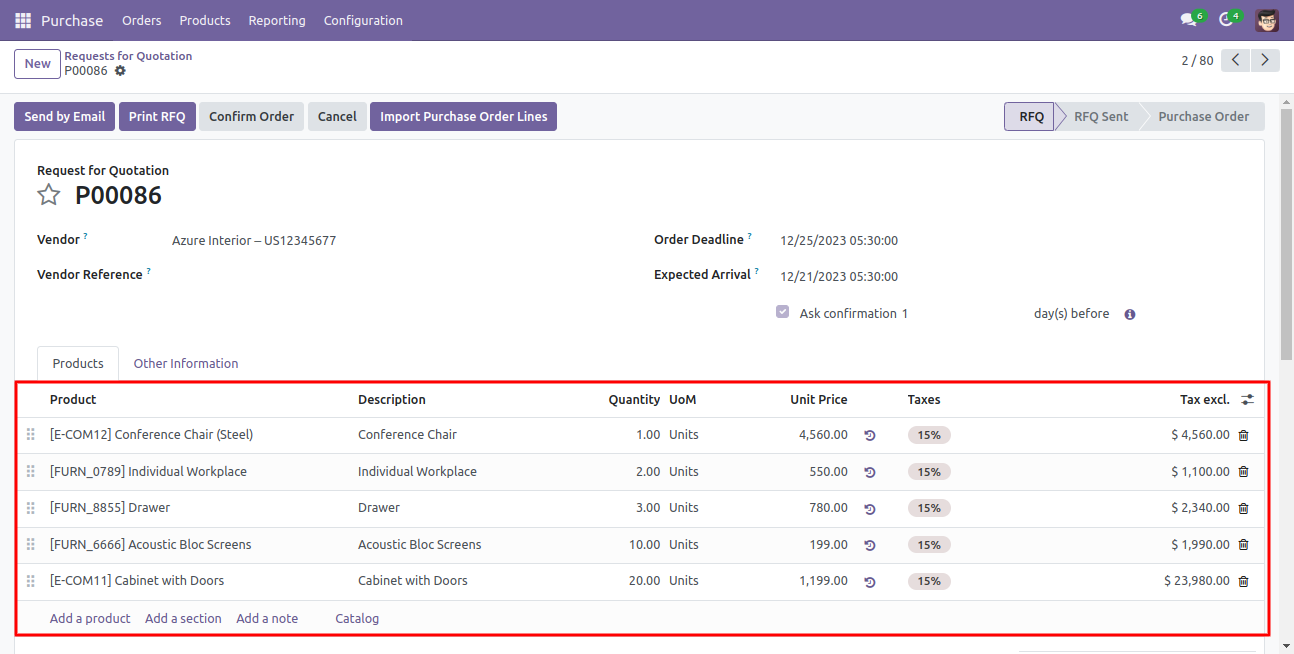 Purchase Orders Products Reporting Configuration 6 4
New Requests for Quotation
P00086 2 / 80
Send by Email Print RFQ Confirm Order Cancel Import Purchase Order Lines RFQ RFQ Sent Purchase Order
Request for Quotation
P00086
Vendor ? Azure Interior – US12345677 Order Deadline ? 12/25/2023 05:30:00
Vendor Reference ? Expected Arrival ? 12/21/2023 05:30:00
Ask confirmation 1 day(s) before
Products Other Information
Product Description Quantity UoM Unit Price Taxes Tax excl.
[E-COM12] Conference Chair (Steel) Conference Chair 1.00 Units 4,560.00 15% $ 4,560.00
[FURN_0789] Individual Workplace Individual Workplace 2.00 Units 550.00 15% $ 1,100.00
[FURN_8855] Drawer Drawer 3.00 Units 780.00 15% $ 2,340.00
[FURN_6666] Acoustic Bloc Screens Acoustic Bloc Screens 10.00 Units 199.00 15% $ 1,990.00
[E-COM11] Cabinet with Doors Cabinet with Doors 20.00 Units 1,199.00 15% $ 23,980.00
Add a product Add a section Add a note Catalog